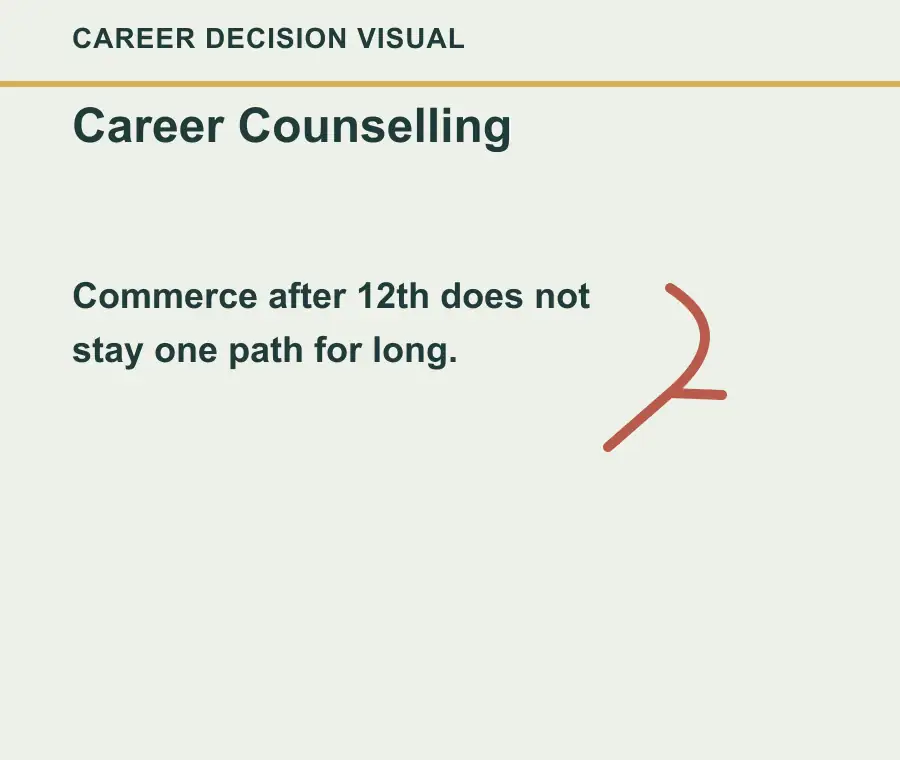 CAREER DECISION VISUAL
Career Counselling
Commerce after 12th does not
stay one path for long.